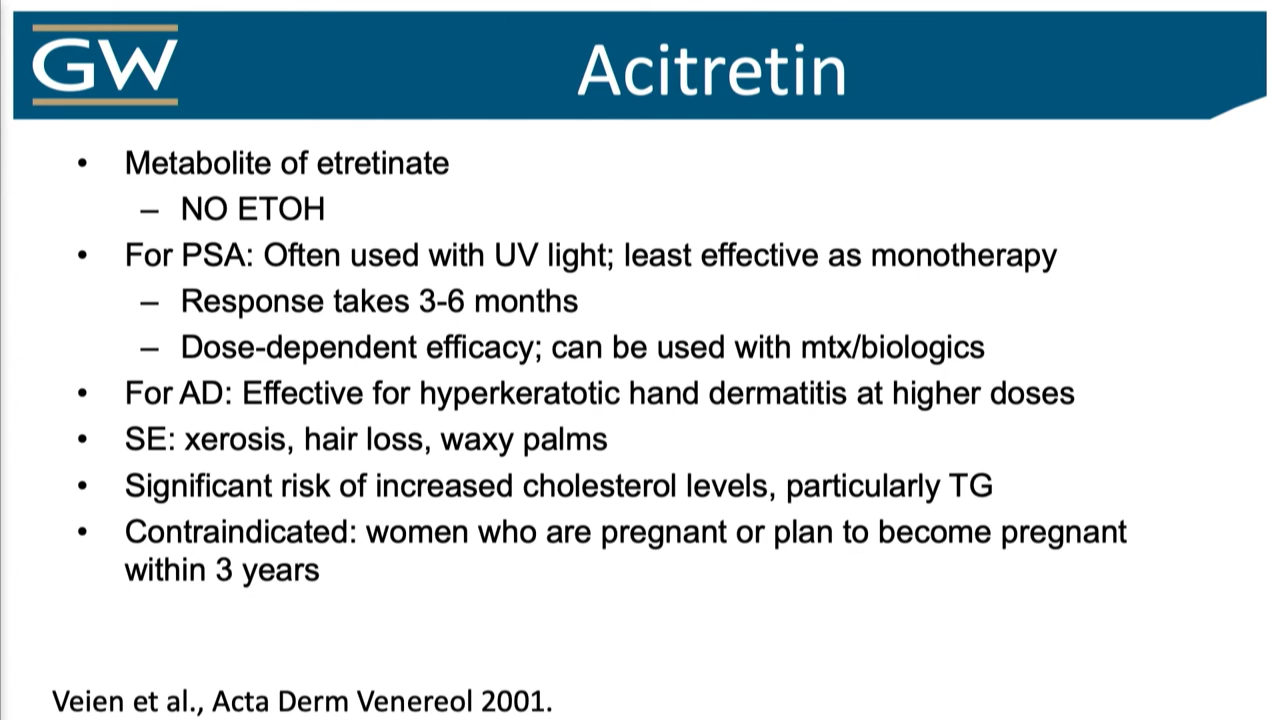 GW
Acitretin
• Metabolite of etretinate
– NO ETOH
• For PSA: Often used with UV light; least effective as monotherapy
– Response takes 3-6 months
– Dose-dependent efficacy; can be used with mtx/biologics
• For AD: Effective for hyperkeratotic hand dermatitis at higher doses
• SE: xerosis, hair loss, waxy palms
• Significant risk of increased cholesterol levels, particularly TG
• Contraindicated: women who are pregnant or plan to become pregnant
within 3 years
Veien et al., Acta Derm Venereol 2001.